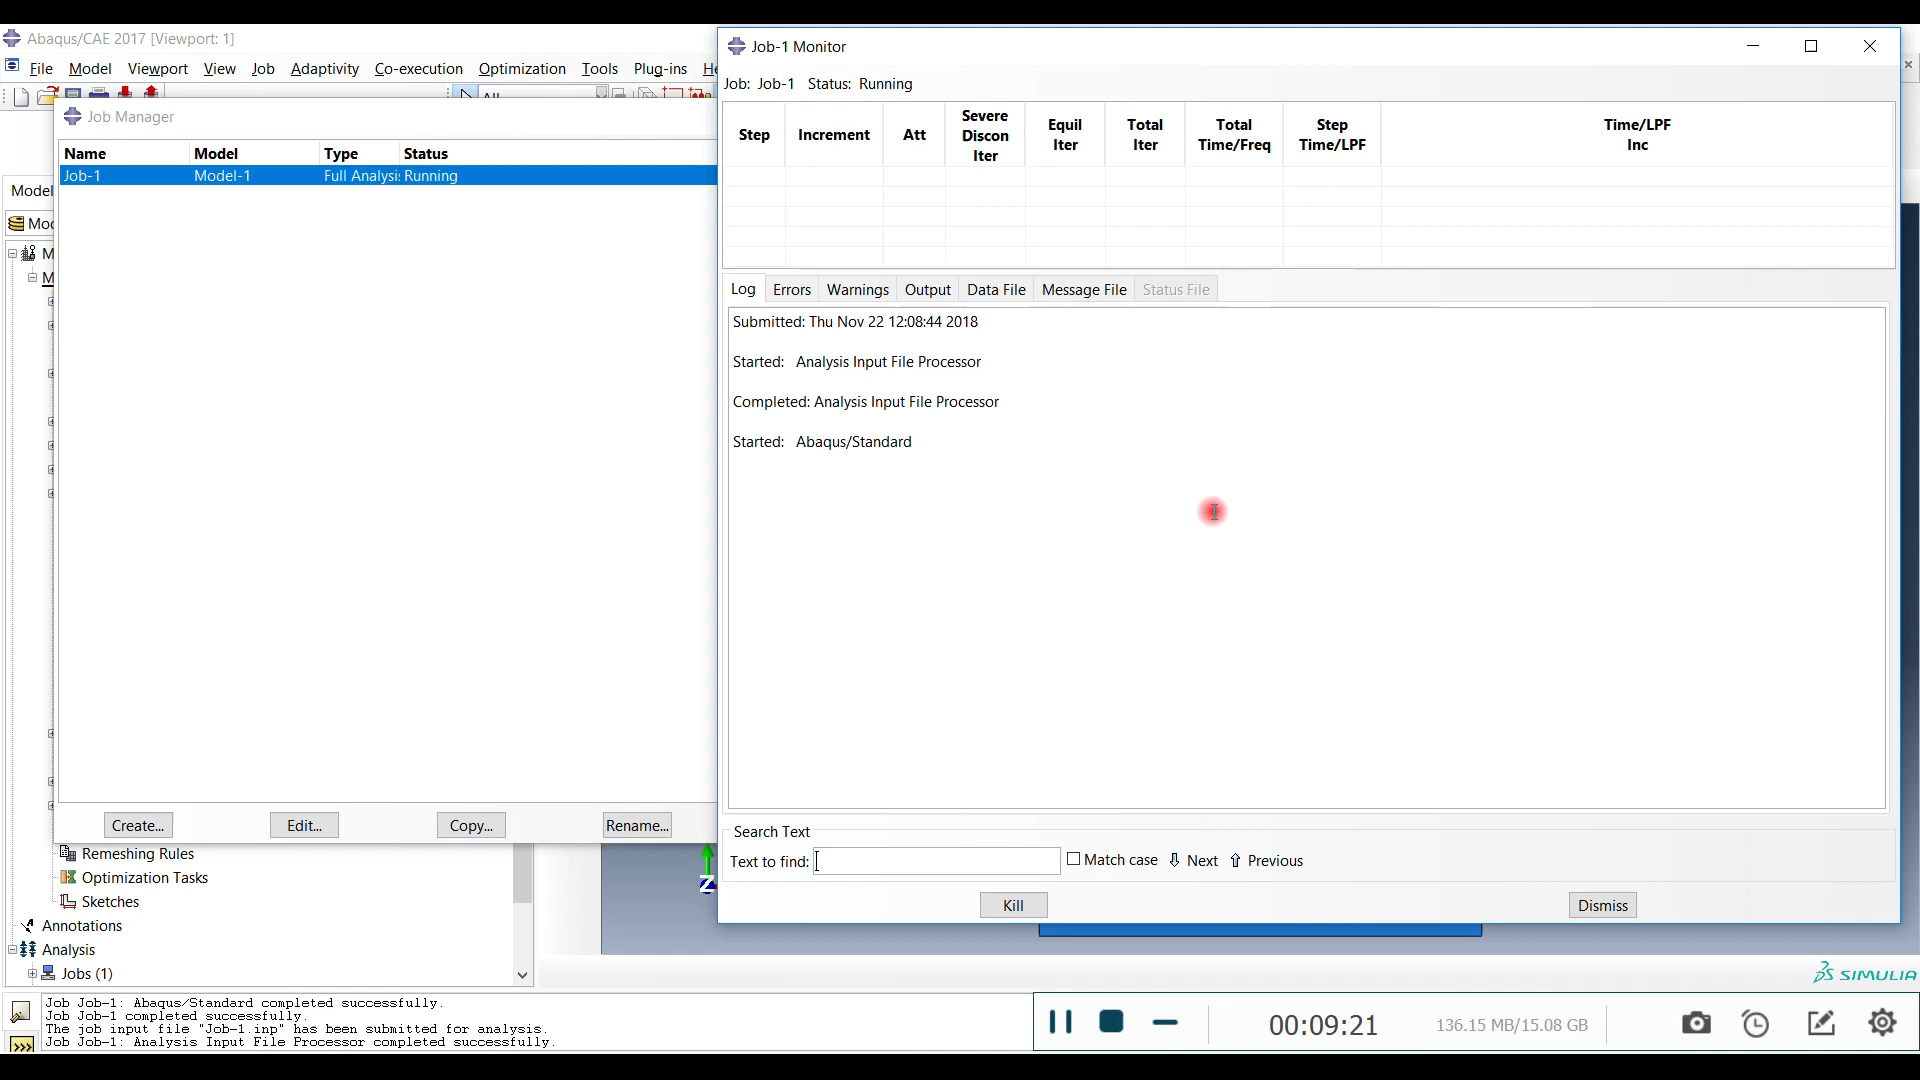 Abaqus/CAE 2017 [Viewport: 1]
File Model Viewport View Job Adaptivity Co-execution Optimization Tools Plug-ins
All
Job Manager
Name Model Type Status
Job-1 Model-1 Full Analysi: Running
Model
Job-1 Monitor
Job: Job-1 Status: Running
Step Increment Att Severe Discon Iter Equil Iter Total Iter Total Time/Freq Step Time/LPF Time/LPF Inc
Log Errors Warnings Output Data File Message File Status File
Submitted: Thu Nov 22 12:08:44 2018
Started: Analysis Input File Processor
Completed: Analysis Input File Processor
Started: Abaqus/Standard
Create... Edit... Copy... Rename...
Search Text
Text to find: Match case Next Previous
Kill Dismiss
Remeshing Rules
Optimization Tasks
Sketches
Annotations
Analysis
Jobs (1)
Z
SIMULIA
Job Job-1: Abaqus/Standard completed successfully.
Job Job-1 completed successfully.
The job input file "Job-1.inp" has been submitted for analysis.
Job Job-1: Analysis Input File Processor completed successfully.
00:09:21 136.15 MB/15.08 GB